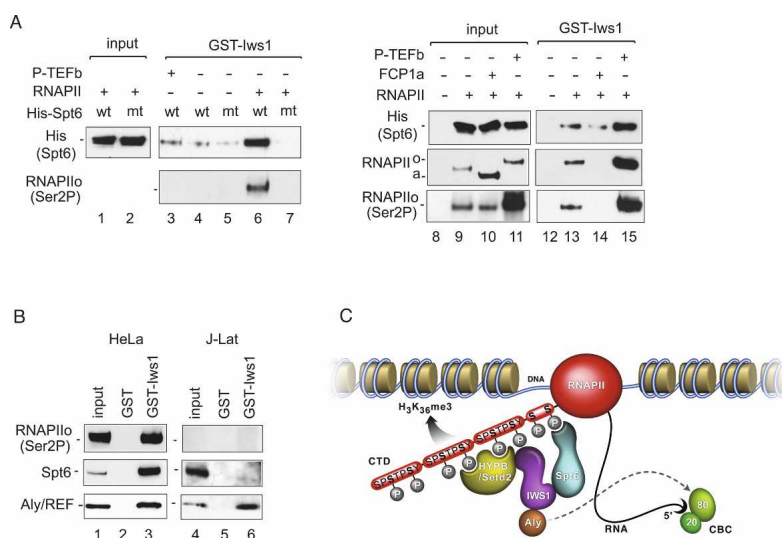 A
input
GST-Iws1
P-TEFb + – – – –
RNAPII + + – – – + +
His-Spt6 wt mt wt wt mt wt mt
His
(Spt6)
RNAPIIo
(Ser2P)
1 2 3 4 5 6 7
input
GST-Iws1
P-TEFb – – – + – – – +
FCP1a – – + – – – + –
RNAPII – + + + – + + +
His
(Spt6)
RNAPII o-
a-
RNAPIIo
(Ser2P)
8 9 10 11 12 13 14 15
B
HeLa
J-Lat
input GST GST-Iws1 input GST GST-Iws1
RNAPIIo
(Ser2P)
Spt6
Aly/REF
1 2 3 4 5 6
C
DNA
RNAPII
H3K36me3
S S
SPSTPSY
SPSTPSY
SPSTPSY
P P P P P P P P
CTD
HYPB
/Setd2
Spt6
IWS1
Aly
RNA
5'
80
20
CBC